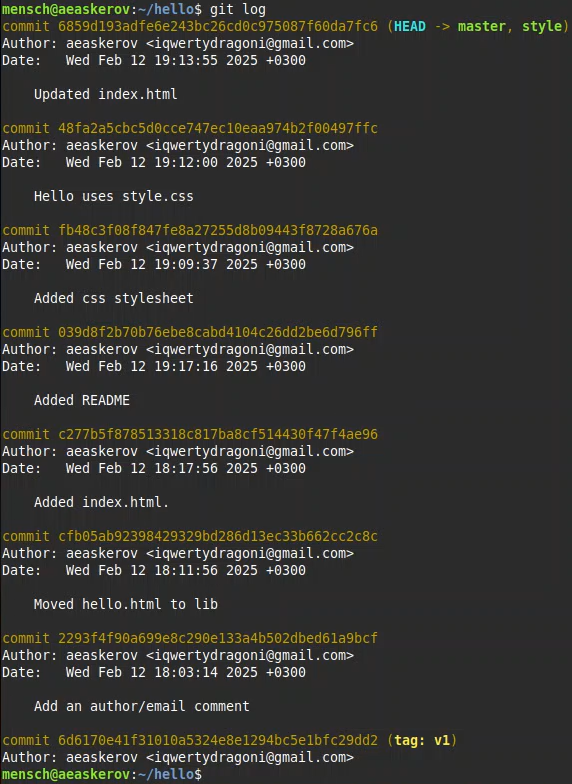 mensch@aeaskerov:~/hello$ git log
commit 6859d193adfe6e243bc26cd0c975087f60da7fc6 (HEAD -> master, style)
Author: aeaskerov <iqwertydragoni@gmail.com>
Date:   Wed Feb 12 19:13:55 2025 +0300
Updated index.html
commit 48fa2a5cbc5d0cce747ec10eaa974b2f00497ffc
Author: aeaskerov <iqwertydragoni@gmail.com>
Date:   Wed Feb 12 19:12:00 2025 +0300
Hello uses style.css
commit fb48c3f08f847fe8a27255d8b09443f8728a676a
Author: aeaskerov <iqwertydragoni@gmail.com>
Date:   Wed Feb 12 19:09:37 2025 +0300
Added css stylesheet
commit 039d8f2b70b76ebe8cabd4104c26dd2be6d796ff
Author: aeaskerov <iqwertydragoni@gmail.com>
Date:   Wed Feb 12 19:17:16 2025 +0300
Added README
commit c277b5f878513318c817ba8cf514430f47f4ae96
Author: aeaskerov <iqwertydragoni@gmail.com>
Date:   Wed Feb 12 18:17:56 2025 +0300
Added index.html.
commit cfb05ab92398429329bd286d13ec33b662cc2c8c
Author: aeaskerov <iqwertydragoni@gmail.com>
Date:   Wed Feb 12 18:11:56 2025 +0300
Moved hello.html to lib
commit 2293f4f90a699e8c290e133a4b502dbed61a9bcf
Author: aeaskerov <iqwertydragoni@gmail.com>
Date:   Wed Feb 12 18:03:14 2025 +0300
Add an author/email comment
commit 6d6170e41f31010a5324e8e1294bc5e1bfc29dd2 (tag: v1)
Author: aeaskerov <iqwertydragoni@gmail.com>
mensch@aeaskerov:~/hello$